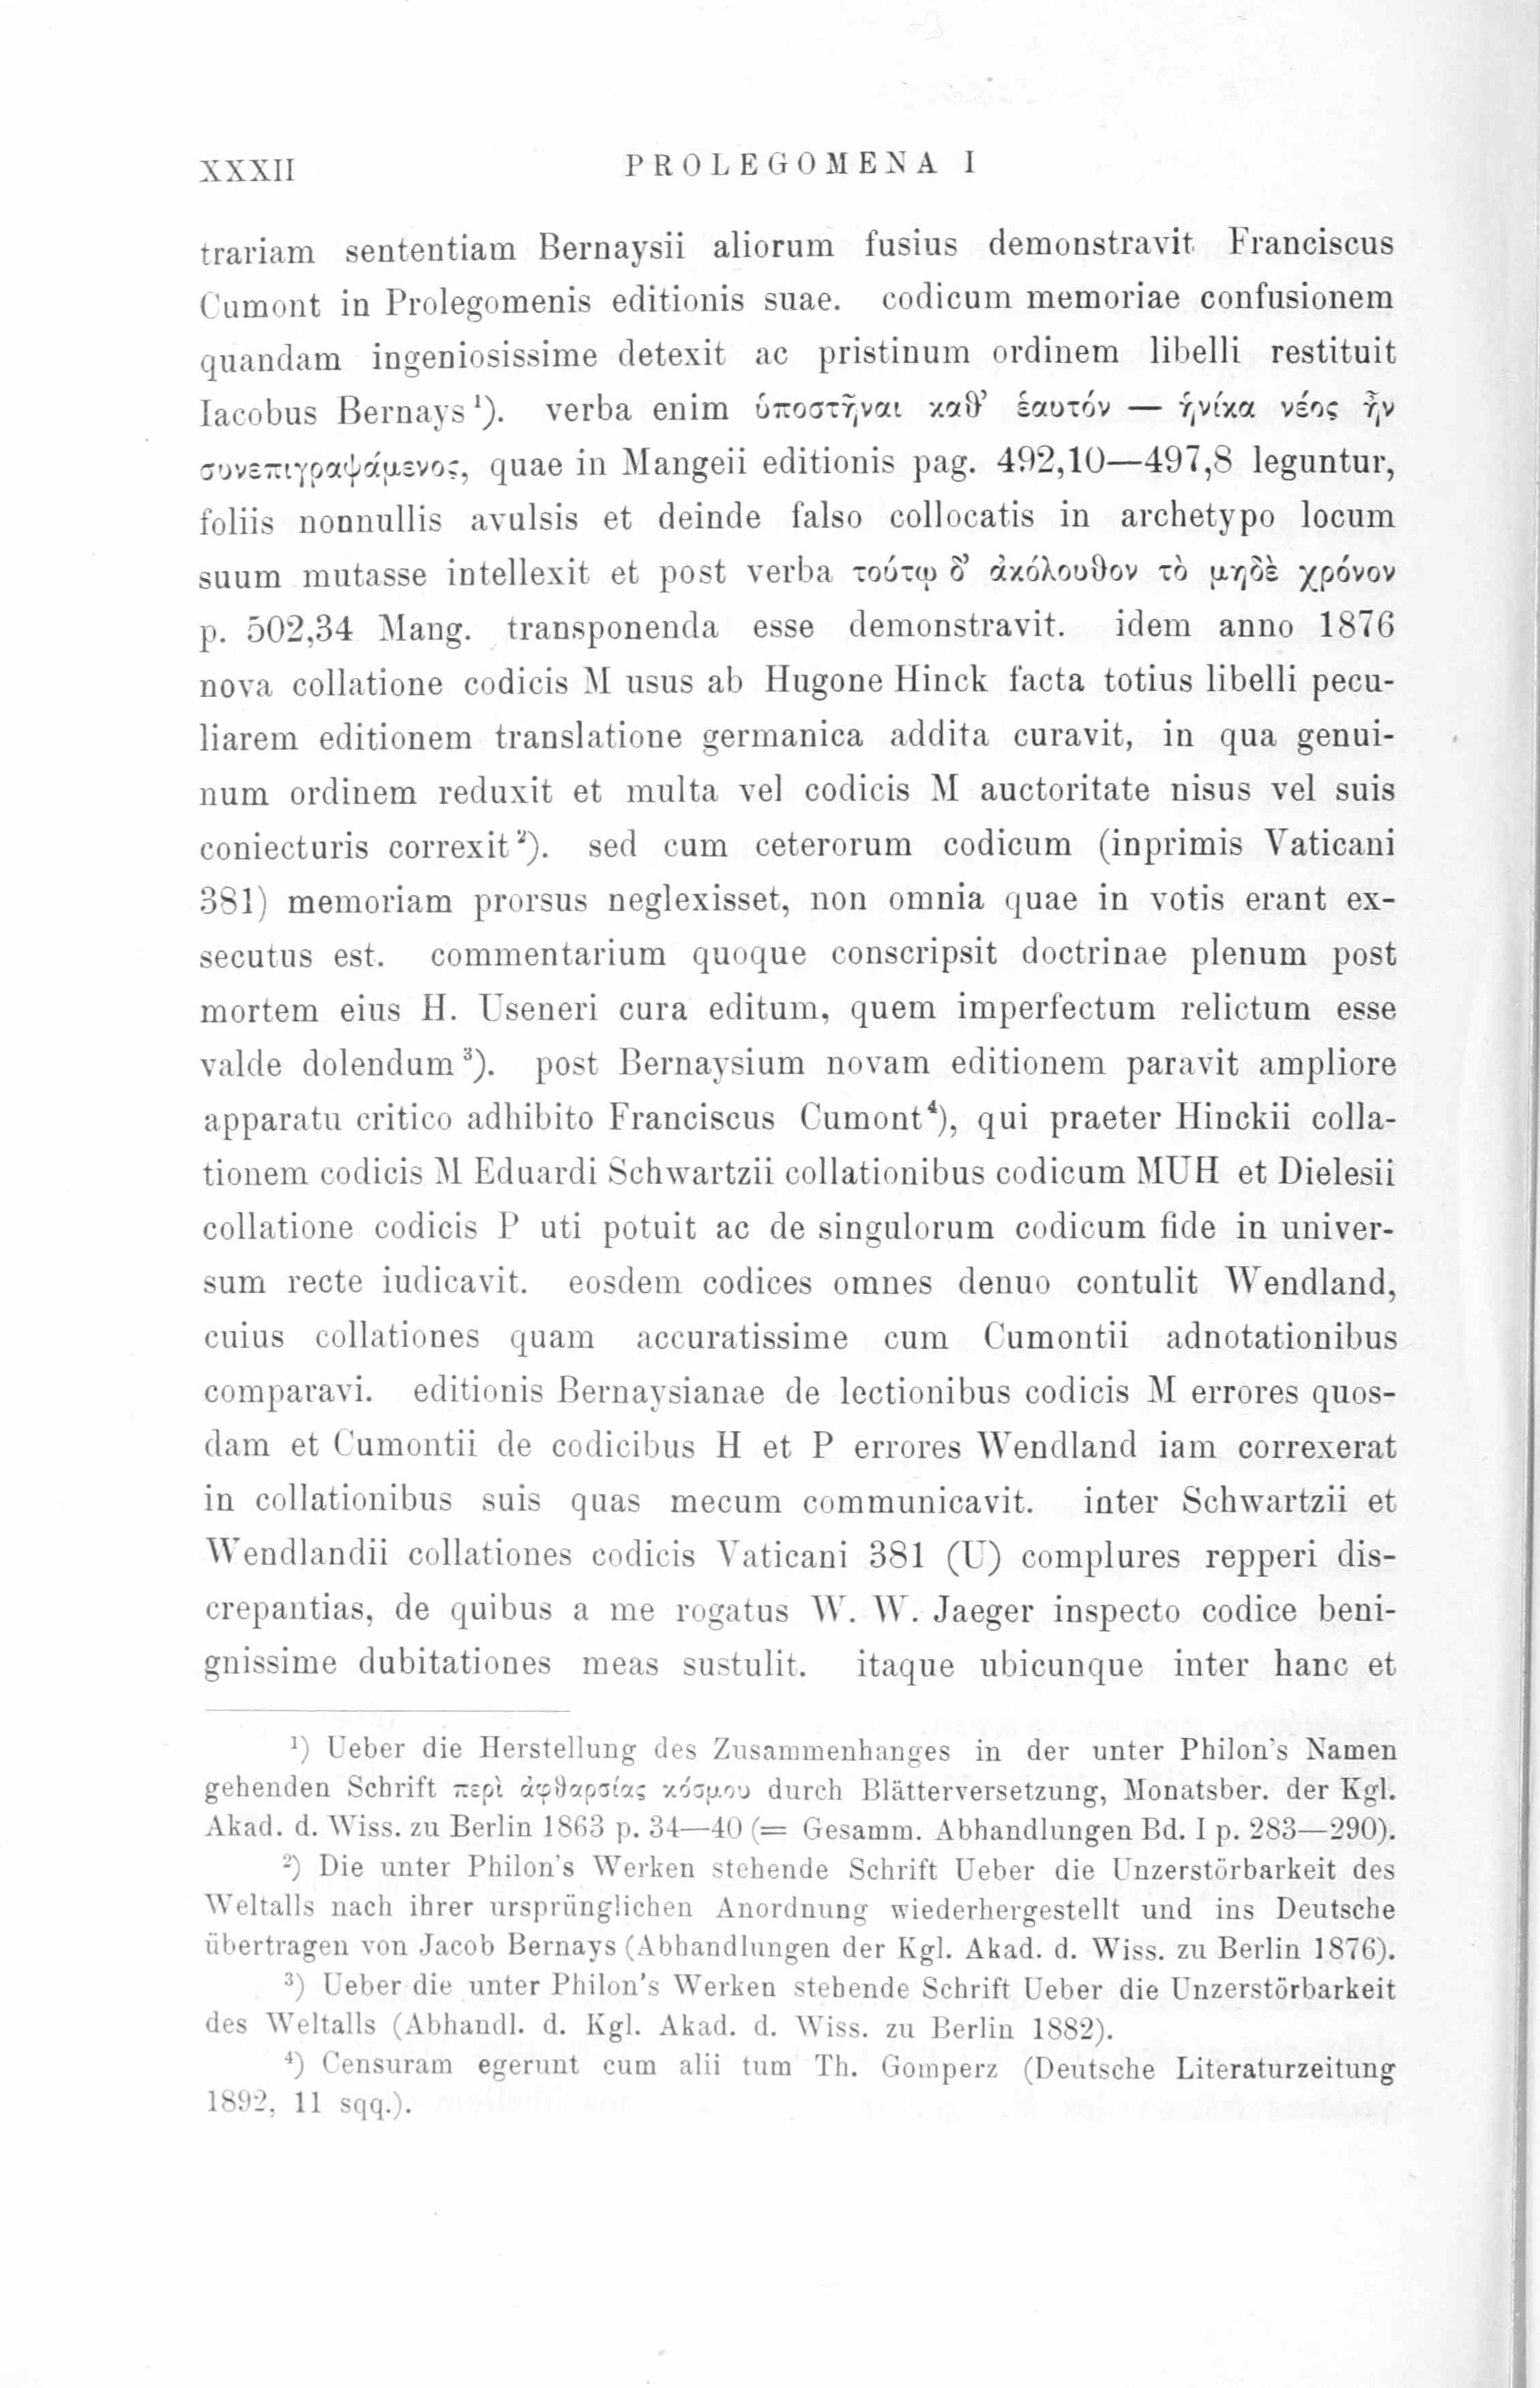 XXXII PROLEGOMENA I
trariam sententiam Bernaysii aliorum fusius demonstravit Franciscus
Cumont in Prolegomenis editionis suae. codicum memoriae confusionem
quandam ingeniosissime detexit ac pristinum ordinem libelli restituit
Iacobus Bernays¹). verba enim ὑποστῆναι καθ’ ἑαυτόν — ἡνίκα νέος ἦν
συνεπιγραψάμενος, quae in Mangeii editionis pag. 492,10—497,8 leguntur,
foliis nonnullis avulsis et deinde falso collocatis in archetypo locum
suum mutasse intellexit et post verba τούτῳ δ’ ἀκόλουθον τὸ μηδὲ χρόνον
p. 502,34 Mang. transponenda esse demonstravit. idem anno 1876
nova collatione codicis M usus ab Hugone Hinck facta totius libelli pecu-
liarem editionem translatione germanica addita curavit, in qua genui-
num ordinem reduxit et multa vel codicis M auctoritate nisus vel suis
coniecturis correxit²). sed cum ceterorum codicum (inprimis Vaticani
381) memoriam prorsus neglexisset, non omnia quae in votis erant ex-
secutus est. commentarium quoque conscripsit doctrinae plenum post
mortem eius H. Useneri cura editum, quem imperfectum relictum esse
valde dolendum³). post Bernaysium novam editionem paravit ampliore
apparatu critico adhibito Franciscus Cumont⁴), qui praeter Hinckii colla-
tionem codicis M Eduardi Schwartzii collationibus codicum MUH et Dielesii
collatione codicis P uti potuit ac de singulorum codicum fide in univer-
sum recte iudicavit. eosdem codices omnes denuo contulit Wendland,
cuius collationes quam accuratissime cum Cumontii adnotationibus
comparavi. editionis Bernaysianae de lectionibus codicis M errores quos-
dam et Cumontii de codicibus H et P errores Wendland iam correxerat
in collationibus suis quas mecum communicavit. inter Schwartzii et
Wendlandii collationes codicis Vaticani 381 (U) complures repperi dis-
crepantias, de quibus a me rogatus W. W. Jaeger inspecto codice beni-
gnissime dubitationes meas sustulit. itaque ubicunque inter hanc et
¹) Ueber die Herstellung des Zusammenhanges in der unter Philon's Namen
gehenden Schrift περὶ ἀφθαρσίας κόσμου durch Blätterversetzung, Monatsber. der Kgl.
Akad. d. Wiss. zu Berlin 1863 p. 34—40 (= Gesamm. Abhandlungen Bd. I p. 283—290).
²) Die unter Philon's Werken stehende Schrift Ueber die Unzerstörbarkeit des
Weltalls nach ihrer ursprünglichen Anordnung wiederhergestellt und ins Deutsche
übertragen von Jacob Bernays (Abhandlungen der Kgl. Akad. d. Wiss. zu Berlin 1876).
³) Ueber die unter Philon's Werken stehende Schrift Ueber die Unzerstörbarkeit
des Weltalls (Abhandl. d. Kgl. Akad. d. Wiss. zu Berlin 1882).
⁴) Censuram egerunt cum alii tum Th. Gomperz (Deutsche Literaturzeitung
1892, 11 sqq.).